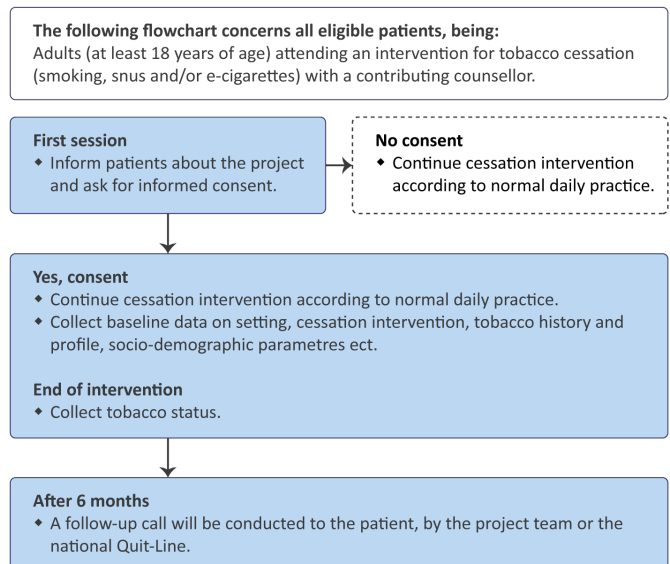 The following flowchart concerns all eligible patients, being:
Adults (at least 18 years of age) attending an intervention for tobacco cessation
(smoking, snus and/or e-cigarettes) with a contributing counsellor.
First session
◆ Inform patients about the project
and ask for informed consent.
No consent
◆ Continue cessation intervention
according to normal daily practice.
Yes, consent
◆ Continue cessation intervention according to normal daily practice.
◆ Collect baseline data on setting, cessation intervention, tobacco history and
profile, socio-demographic parametres ect.
End of intervention
◆ Collect tobacco status.
After 6 months
◆ A follow-up call will be conducted to the patient, by the project team or the
national Quit-Line.